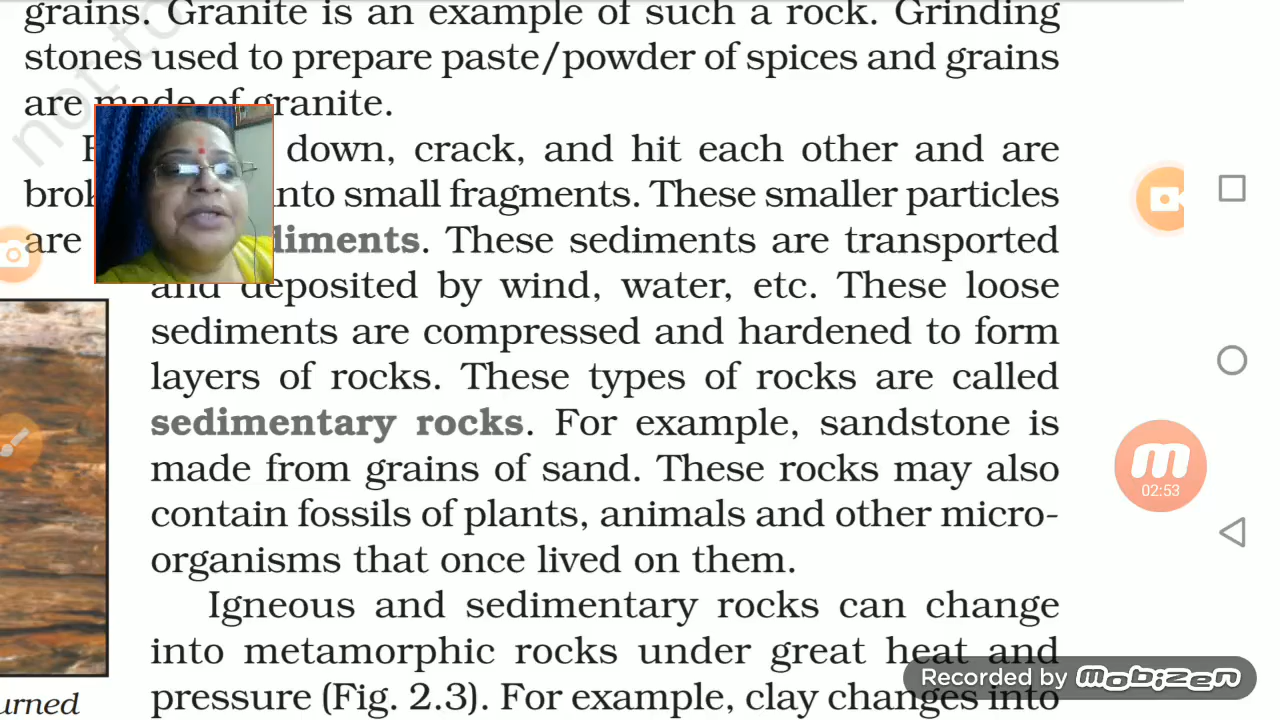 grains. Granite is an example of such a rock. Grinding
stones used to prepare paste/powder of spices and grains
are made of granite.
down, crack, and hit each other and are
into small fragments. These smaller particles
are diments. These sediments are transported
and deposited by wind, water, etc. These loose
sediments are compressed and hardened to form
layers of rocks. These types of rocks are called
sedimentary rocks. For example, sandstone is
made from grains of sand. These rocks may also
contain fossils of plants, animals and other micro-
organisms that once lived on them.
Igneous and sedimentary rocks can change
into metamorphic rocks under great heat and
pressure (Fig. 2.3). For example, clay changes into
urned
not to
02:53
Recorded by mobizen